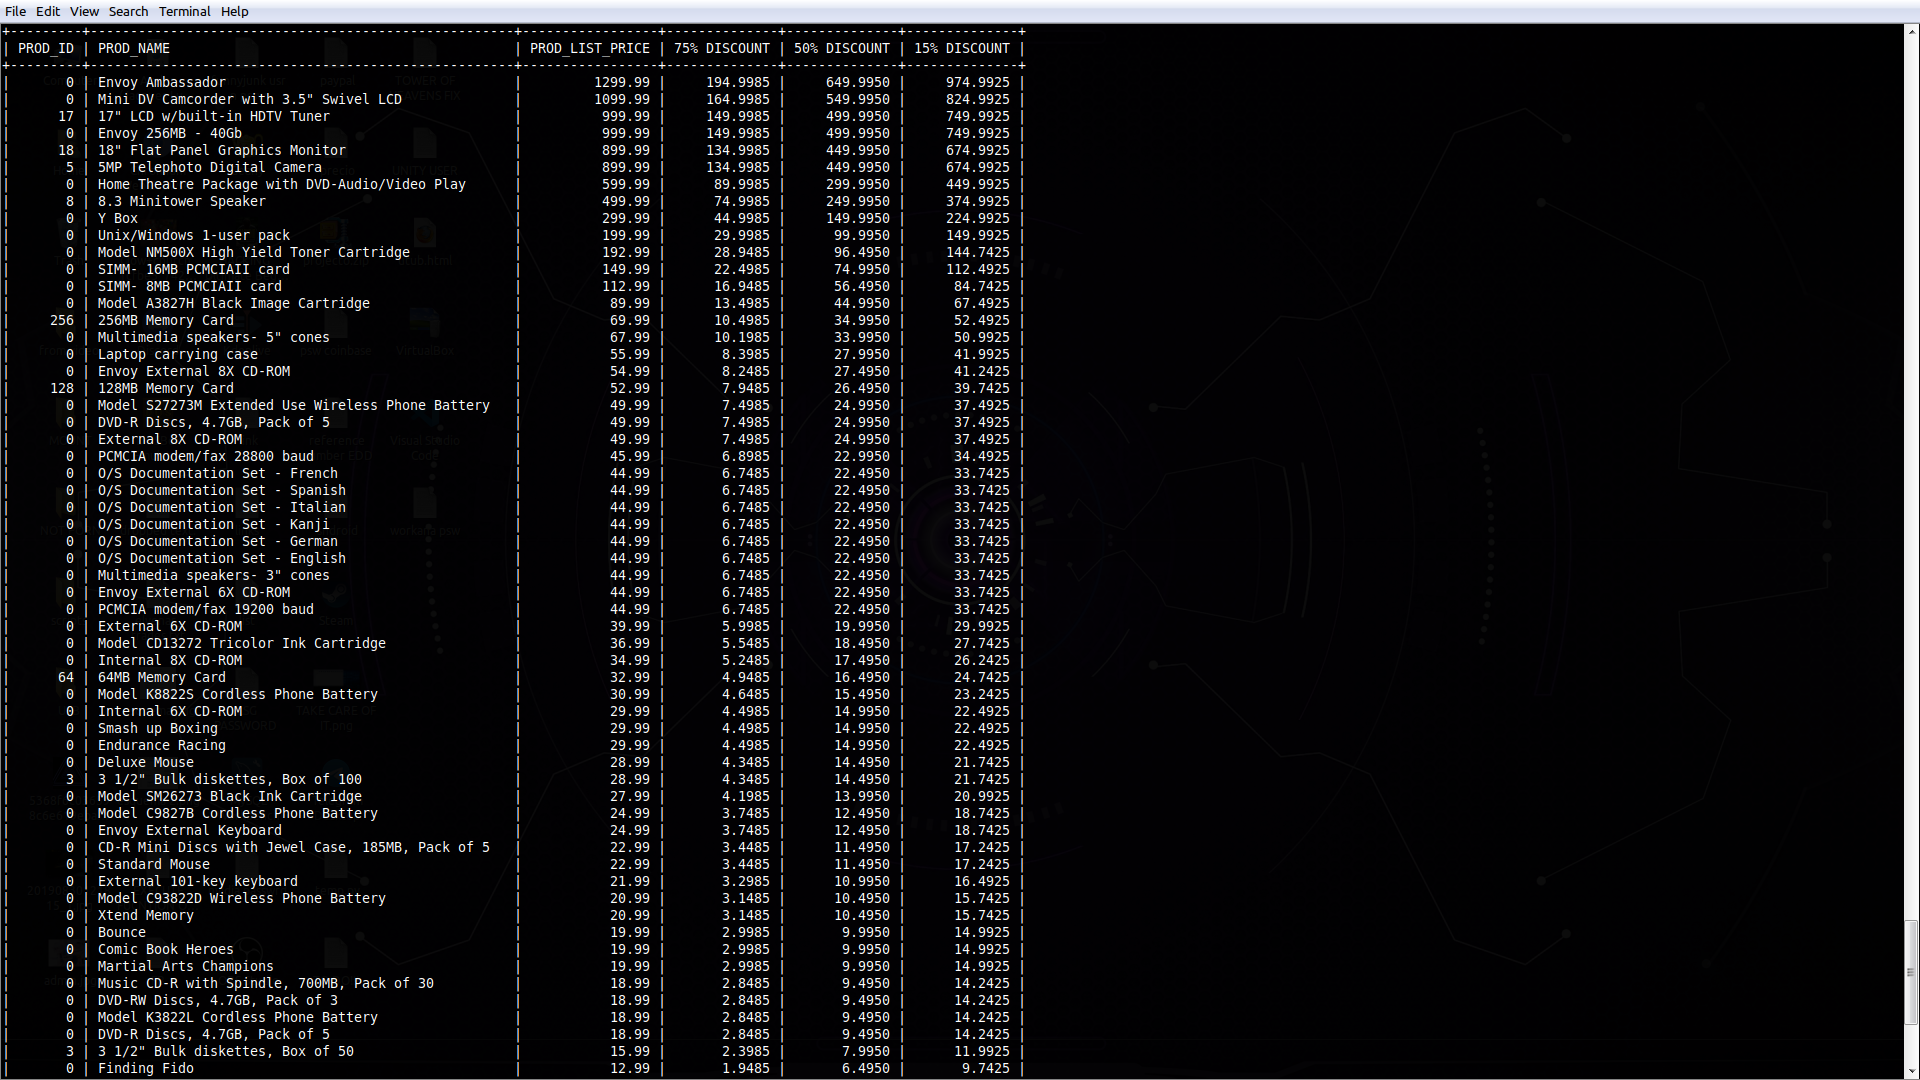 File Edit View Search Terminal Help
| PROD_ID | PROD_NAME | PROD_LIST_PRICE | 75% DISCOUNT | 50% DISCOUNT | 15% DISCOUNT |
| 0 | Envoy Ambassador | 1299.99 | 194.9985 | 649.9950 | 974.9925 |
| 0 | Mini DV Camcorder with 3.5" Swivel LCD | 1099.99 | 164.9985 | 549.9950 | 824.9925 |
| 17 | 17" LCD w/built-in HDTV Tuner | 999.99 | 149.9985 | 499.9950 | 749.9925 |
| 0 | Envoy 256MB - 40Gb | 999.99 | 149.9985 | 499.9950 | 749.9925 |
| 18 | 18" Flat Panel Graphics Monitor | 899.99 | 134.9985 | 449.9950 | 674.9925 |
| 5 | 5MP Telephoto Digital Camera | 899.99 | 134.9985 | 449.9950 | 674.9925 |
| 0 | Home Theatre Package with DVD-Audio/Video Play | 599.99 | 89.9985 | 299.9950 | 449.9925 |
| 8 | 8.3 Minitower Speaker | 499.99 | 74.9985 | 249.9950 | 374.9925 |
| 0 | Y Box | 299.99 | 44.9985 | 149.9950 | 224.9925 |
| 0 | Unix/Windows 1-user pack | 199.99 | 29.9985 | 99.9950 | 149.9925 |
| 0 | Model NM500X High Yield Toner Cartridge | 192.99 | 28.9485 | 96.4950 | 144.7425 |
| 0 | SIMM- 16MB PCMCIAII card | 149.99 | 22.4985 | 74.9950 | 112.4925 |
| 0 | SIMM- 8MB PCMCIAII card | 112.99 | 16.9485 | 56.4950 | 84.7425 |
| 0 | Model A3827H Black Image Cartridge | 89.99 | 13.4985 | 44.9950 | 67.4925 |
| 256 | 256MB Memory Card | 69.99 | 10.4985 | 34.9950 | 52.4925 |
| 0 | Multimedia speakers- 5" cones | 67.99 | 10.1985 | 33.9950 | 50.9925 |
| 0 | Laptop carrying case | 55.99 | 8.3985 | 27.9950 | 41.9925 |
| 0 | Envoy External 8X CD-ROM | 54.99 | 8.2485 | 27.4950 | 41.2425 |
| 128 | 128MB Memory Card | 52.99 | 7.9485 | 26.4950 | 39.7425 |
| 0 | Model S27273M Extended Use Wireless Phone Battery | 49.99 | 7.4985 | 24.9950 | 37.4925 |
| 0 | DVD-R Discs, 4.7GB, Pack of 5 | 49.99 | 7.4985 | 24.9950 | 37.4925 |
| 0 | External 8X CD-ROM | 49.99 | 7.4985 | 24.9950 | 37.4925 |
| 0 | PCMCIA modem/fax 28800 baud | 45.99 | 6.8985 | 22.9950 | 34.4925 |
| 0 | O/S Documentation Set - French | 44.99 | 6.7485 | 22.4950 | 33.7425 |
| 0 | O/S Documentation Set - Spanish | 44.99 | 6.7485 | 22.4950 | 33.7425 |
| 0 | O/S Documentation Set - Italian | 44.99 | 6.7485 | 22.4950 | 33.7425 |
| 0 | O/S Documentation Set - Kanji | 44.99 | 6.7485 | 22.4950 | 33.7425 |
| 0 | O/S Documentation Set - German | 44.99 | 6.7485 | 22.4950 | 33.7425 |
| 0 | O/S Documentation Set - English | 44.99 | 6.7485 | 22.4950 | 33.7425 |
| 0 | Multimedia speakers- 3" cones | 44.99 | 6.7485 | 22.4950 | 33.7425 |
| 0 | Envoy External 6X CD-ROM | 44.99 | 6.7485 | 22.4950 | 33.7425 |
| 0 | PCMCIA modem/fax 19200 baud | 44.99 | 6.7485 | 22.4950 | 33.7425 |
| 0 | External 6X CD-ROM | 39.99 | 5.9985 | 19.9950 | 29.9925 |
| 0 | Model CD13272 Tricolor Ink Cartridge | 36.99 | 5.5485 | 18.4950 | 27.7425 |
| 0 | Internal 8X CD-ROM | 34.99 | 5.2485 | 17.4950 | 26.2425 |
| 64 | 64MB Memory Card | 32.99 | 4.9485 | 16.4950 | 24.7425 |
| 0 | Model K8822S Cordless Phone Battery | 30.99 | 4.6485 | 15.4950 | 23.2425 |
| 0 | Internal 6X CD-ROM | 29.99 | 4.4985 | 14.9950 | 22.4925 |
| 0 | Smash up Boxing | 29.99 | 4.4985 | 14.9950 | 22.4925 |
| 0 | Endurance Racing | 29.99 | 4.4985 | 14.9950 | 22.4925 |
| 0 | Deluxe Mouse | 28.99 | 4.3485 | 14.4950 | 21.7425 |
| 3 | 3 1/2" Bulk diskettes, Box of 100 | 28.99 | 4.3485 | 14.4950 | 21.7425 |
| 0 | Model SM26273 Black Ink Cartridge | 27.99 | 4.1985 | 13.9950 | 20.9925 |
| 0 | Model C9827B Cordless Phone Battery | 24.99 | 3.7485 | 12.4950 | 18.7425 |
| 0 | Envoy External Keyboard | 24.99 | 3.7485 | 12.4950 | 18.7425 |
| 0 | CD-R Mini Discs with Jewel Case, 185MB, Pack of 5 | 22.99 | 3.4485 | 11.4950 | 17.2425 |
| 0 | Standard Mouse | 22.99 | 3.4485 | 11.4950 | 17.2425 |
| 0 | External 101-key keyboard | 21.99 | 3.2985 | 10.9950 | 16.4925 |
| 0 | Model C93822D Wireless Phone Battery | 20.99 | 3.1485 | 10.4950 | 15.7425 |
| 0 | Xtend Memory | 20.99 | 3.1485 | 10.4950 | 15.7425 |
| 0 | Bounce | 19.99 | 2.9985 | 9.9950 | 14.9925 |
| 0 | Comic Book Heroes | 19.99 | 2.9985 | 9.9950 | 14.9925 |
| 0 | Martial Arts Champions | 19.99 | 2.9985 | 9.9950 | 14.9925 |
| 0 | Music CD-R with Spindle, 700MB, Pack of 30 | 18.99 | 2.8485 | 9.4950 | 14.2425 |
| 0 | DVD-RW Discs, 4.7GB, Pack of 3 | 18.99 | 2.8485 | 9.4950 | 14.2425 |
| 0 | Model K3822L Cordless Phone Battery | 18.99 | 2.8485 | 9.4950 | 14.2425 |
| 0 | DVD-R Discs, 4.7GB, Pack of 5 | 18.99 | 2.8485 | 9.4950 | 14.2425 |
| 3 | 3 1/2" Bulk diskettes, Box of 50 | 15.99 | 2.3985 | 7.9950 | 11.9925 |
| 0 | Finding Fido | 12.99 | 1.9485 | 6.4950 | 9.7425 |